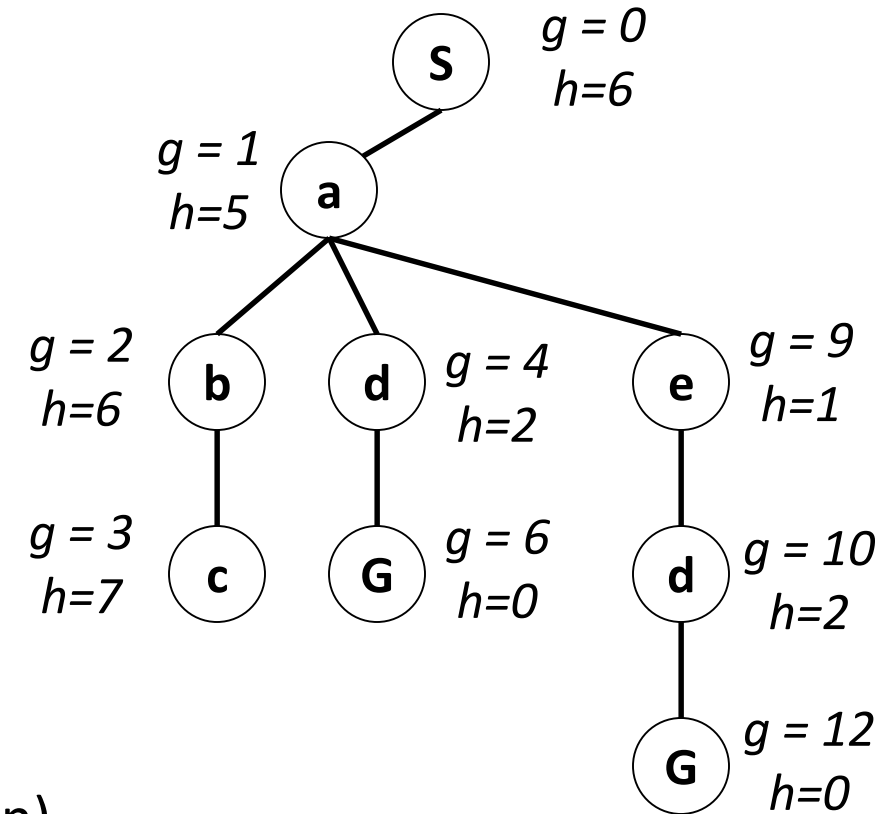 S
g = 0
h=6
g = 1
h=5
a
g = 2
h=6
b
d
g = 4
h=2
e
g = 9
h=1
g = 3
h=7
c
G
g = 6
h=0
d
g = 10
h=2
G
g = 12
h=0
n)